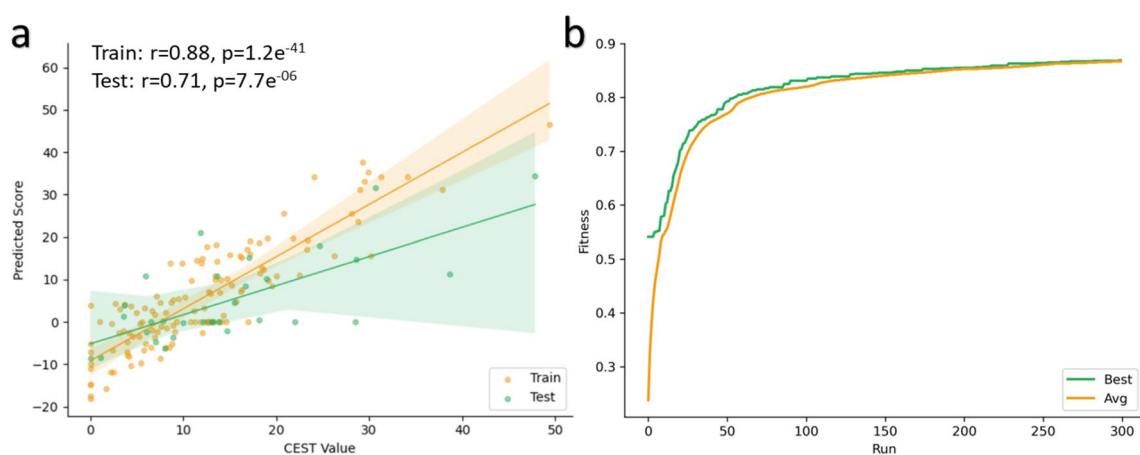 a
Train: r=0.88, p=1.2e-41
Test: r=0.71, p=7.7e-06
60
50
40
30
20
10
0
−10
−20
Predicted Score
0
10
20
30
40
50
CEST Value
Train
Test
b
0.9
0.8
0.7
0.6
0.5
0.4
0.3
Fitness
0
50
100
150
200
250
300
Run
Best
Avg